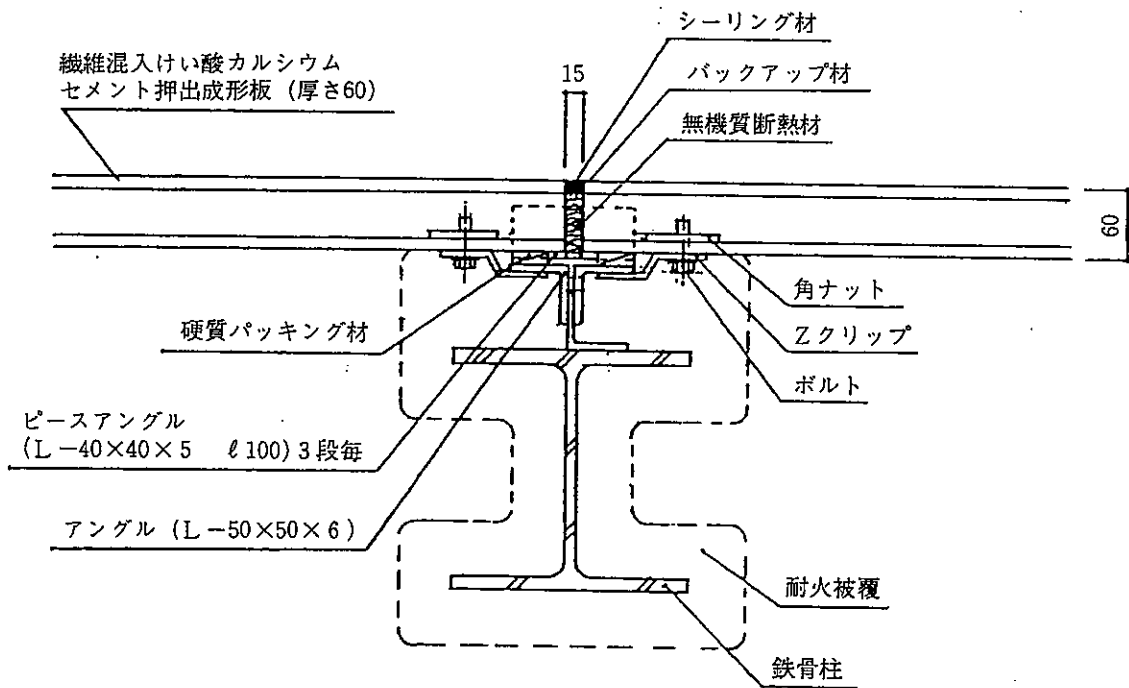 シーリング材
繊維混入けい酸カルシウム
セメント押出成形板 (厚さ60)
15
バックアップ材
無機質断熱材
60
角ナット
Zクリップ
ボルト
硬質パッキング材
ピースアングル
(L-40×40×5 ℓ100) 3段毎
アングル (L-50×50×6)
耐火被覆
鉄骨柱